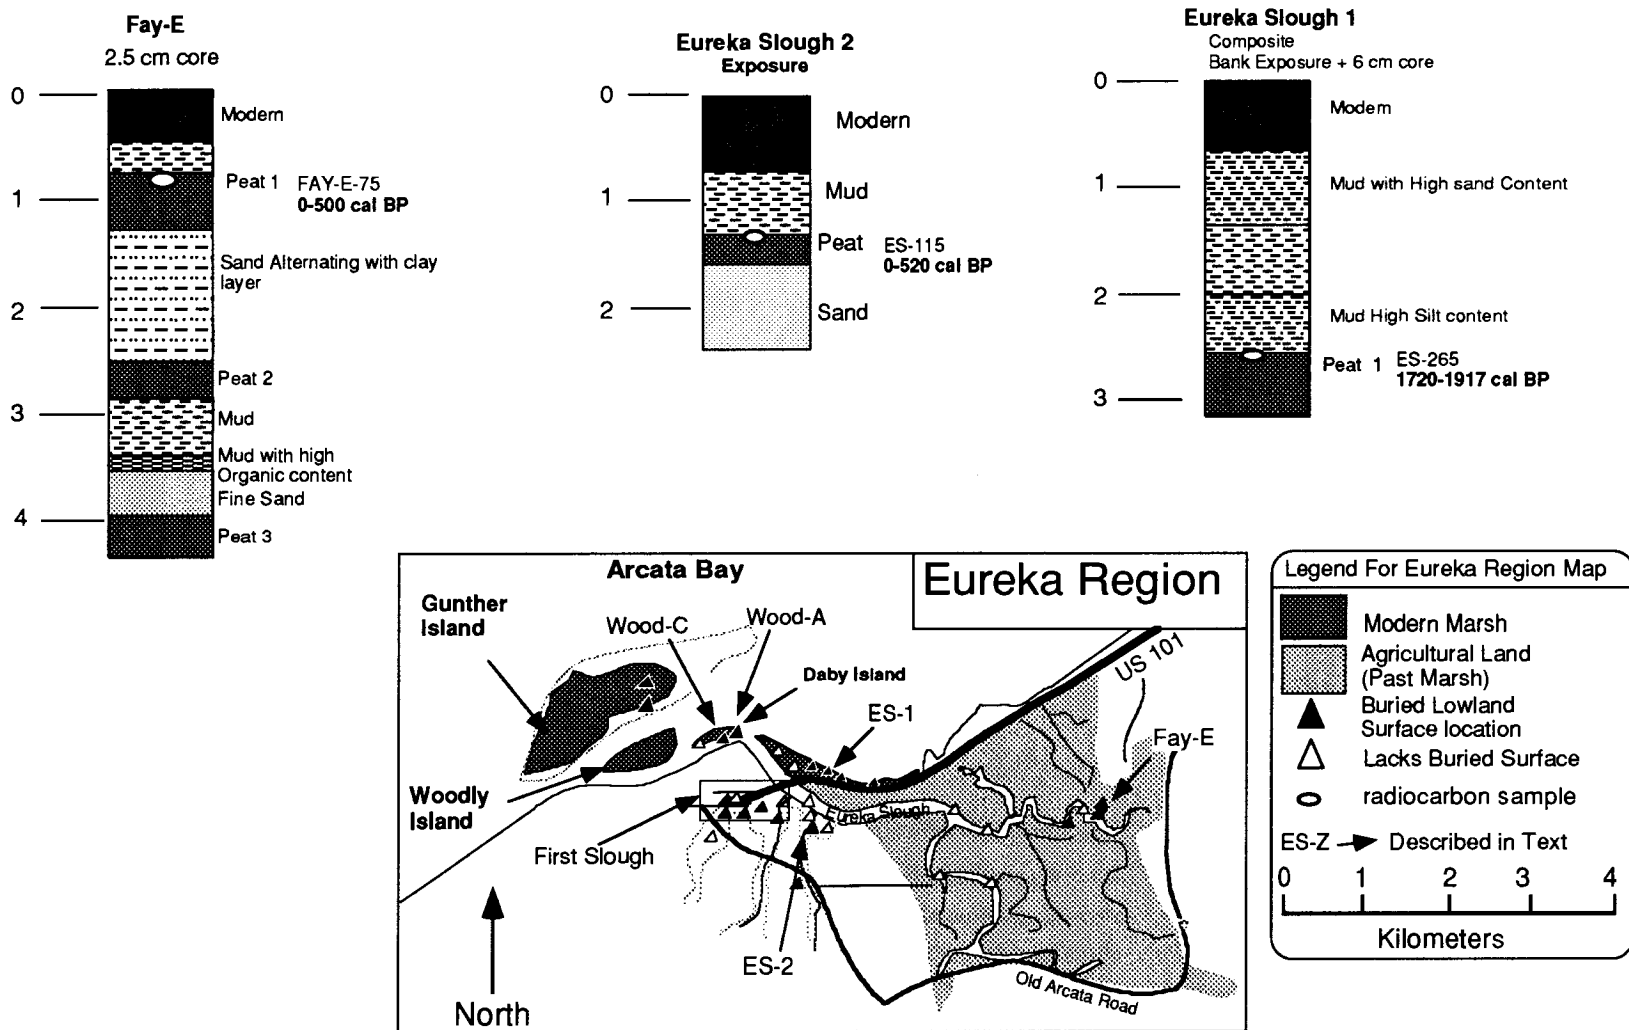 Fay-E
2.5 cm core
0
1
2
3
4
Modern
Peat 1
FAY-E-75
0-500 cal BP
Sand Alternating with clay
layer
Peat 2
Mud
Mud with high
Organic content
Fine Sand
Peat 3
Eureka Slough 2
Exposure
0
1
2
Modern
Mud
Peat
ES-115
0-520 cal BP
Sand
Eureka Slough 1
Composite
Bank Exposure + 6 cm core
0
1
2
3
Modern
Mud with High sand Content
Mud High Silt content
Peat 1
ES-265
1720-1917 cal BP
Arcata Bay
Eureka Region
Gunther
Island
Wood-C
Wood-A
Daby Island
ES-1
US 101
Fay-E
Woodly
Island
First Slough
Eureka Slough
ES-2
Old Arcata Road
North
Legend For Eureka Region Map
Modern Marsh
Agricultural Land
(Past Marsh)
Buried Lowland
Surface location
Lacks Buried Surface
radiocarbon sample
ES-Z
Described in Text
0 1 2 3 4
Kilometers